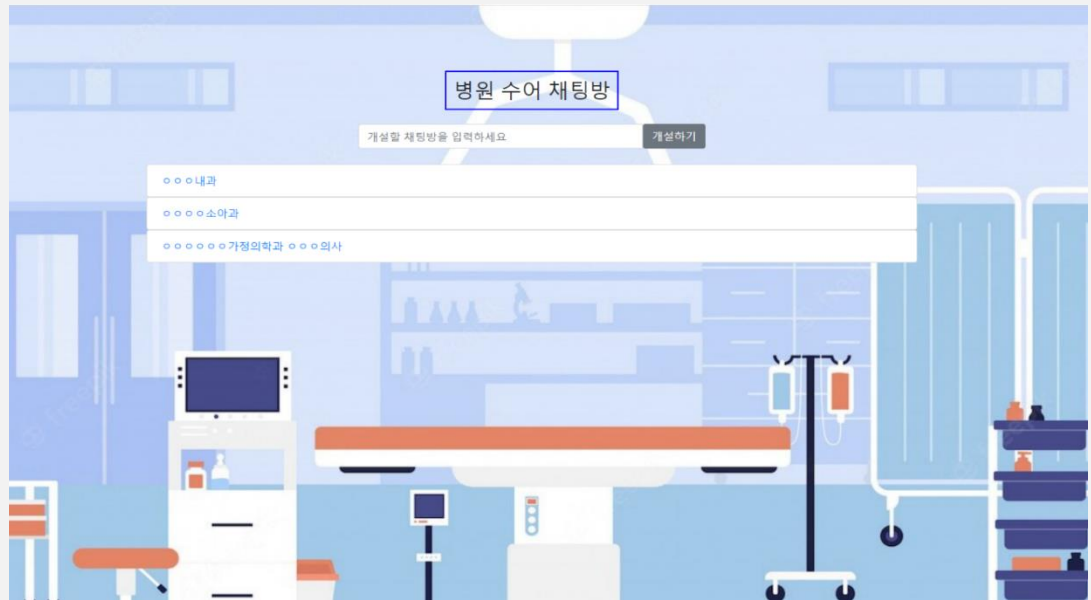 병원 수어 채팅방
개설할 채팅방을 입력하세요
개설하기
ㅇㅇㅇ내과
ㅇㅇㅇㅇ소아과
ㅇㅇㅇㅇㅇㅇ가정의학과 ㅇㅇㅇ의사